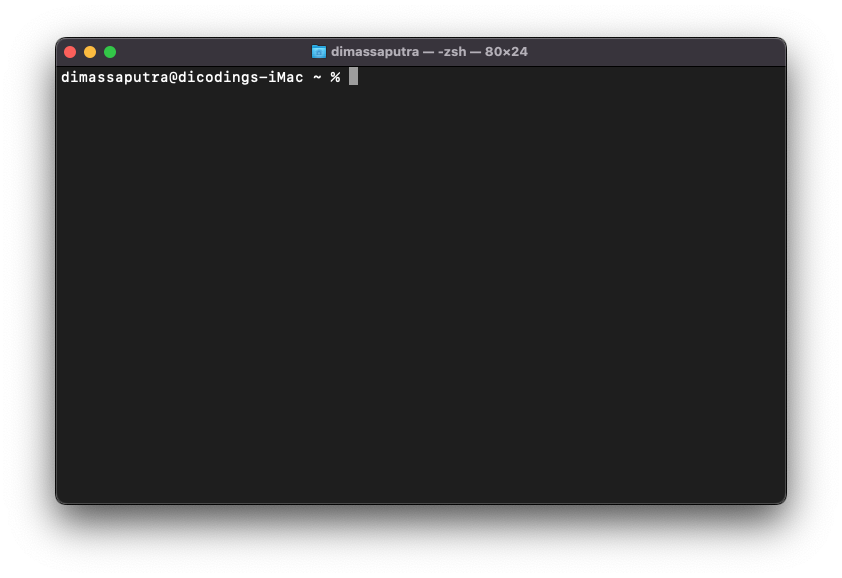 dimassaputra — -zsh — 80×24
dimassaputra@dicodings-iMac ~ %